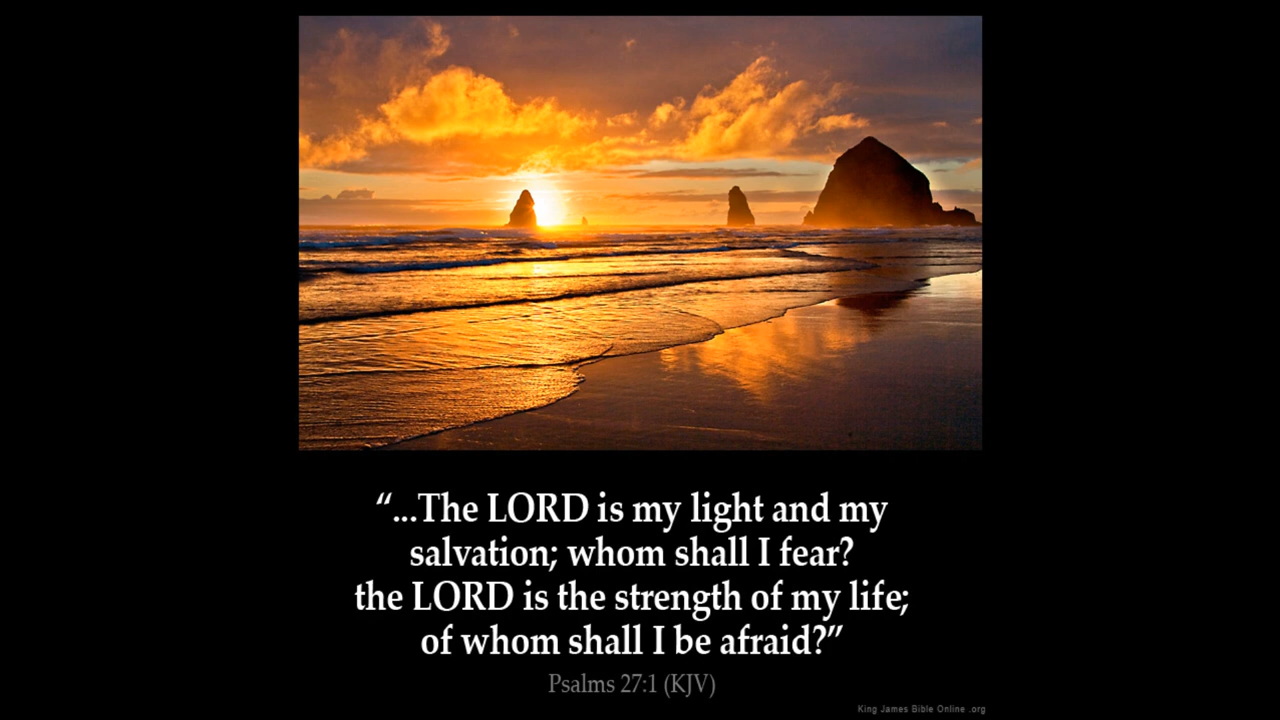 “...The LORD is my light and my
salvation; whom shall I fear?
the LORD is the strength of my life;
of whom shall I be afraid?”
Psalms 27:1 (KJV)
King James Bible Online .org